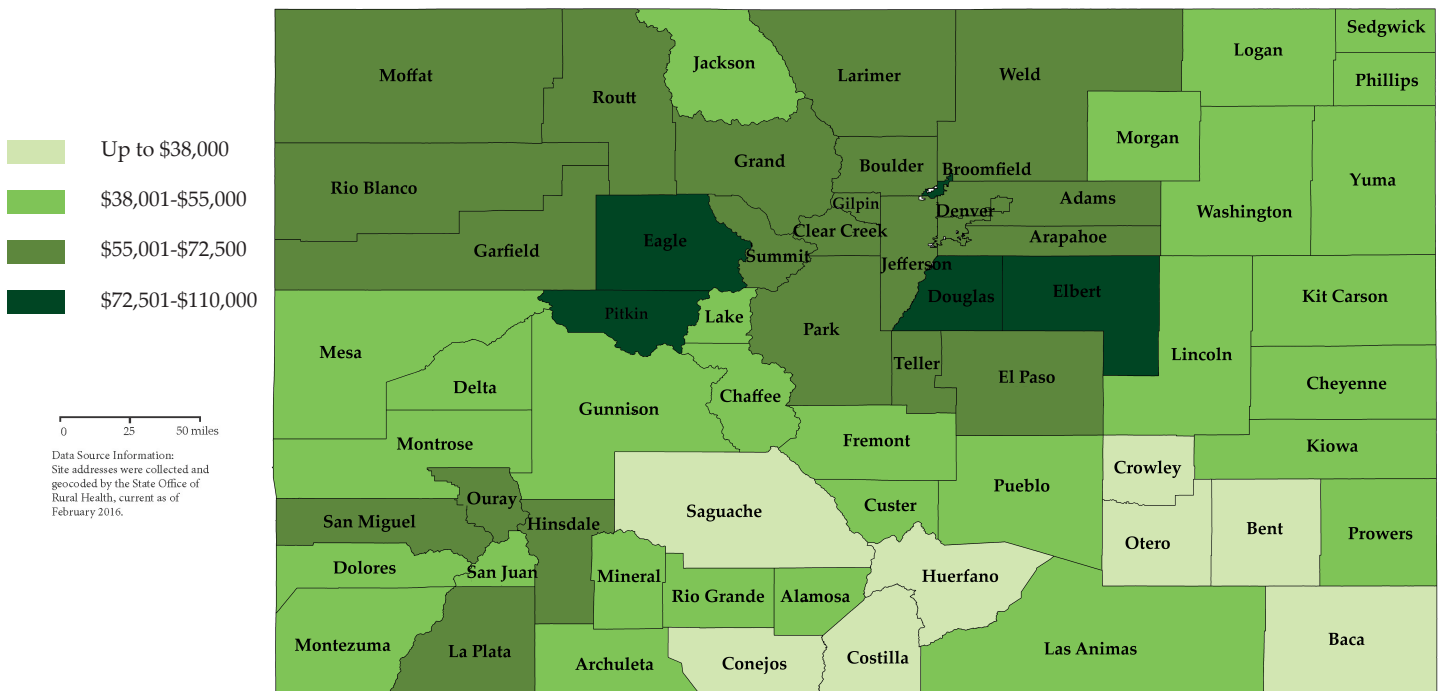 Sedgwick
Logan
Jackson
Moffat
Larimer
Weld
Phillips
Routt
Morgan
Up to $38,000
Grand
Boulder
Broomfield
Yuma
Rio Blanco
$38,001-$55,000
Gilpin
Adams
Denver
Washington
Clear Creek
Arapahoe
Eagle
Garfield
$55,001-$72,500
Summit
Jefferson
Elbert
Douglas
Kit Carson
$72,501-$110,000
Pitkin
Lake
Park
Mesa
Lincoln
Teller
El Paso
Cheyenne
Delta
Chaffee
Gunnison
0 25 50 miles
Montrose
Fremont
Kiowa
Data Source Information:
Site addresses were collected and
geocoded by the State Office of
Rural Health, current as of
February 2016.
Crowley
Pueblo
Ouray
Custer
Saguache
San Miguel
Hinsdale
Bent
Prowers
Otero
Dolores
San Juan
Mineral
Huerfano
Rio Grande
Alamosa
Montezuma
La Plata
Baca
Las Animas
Costilla
Archuleta
Conejos